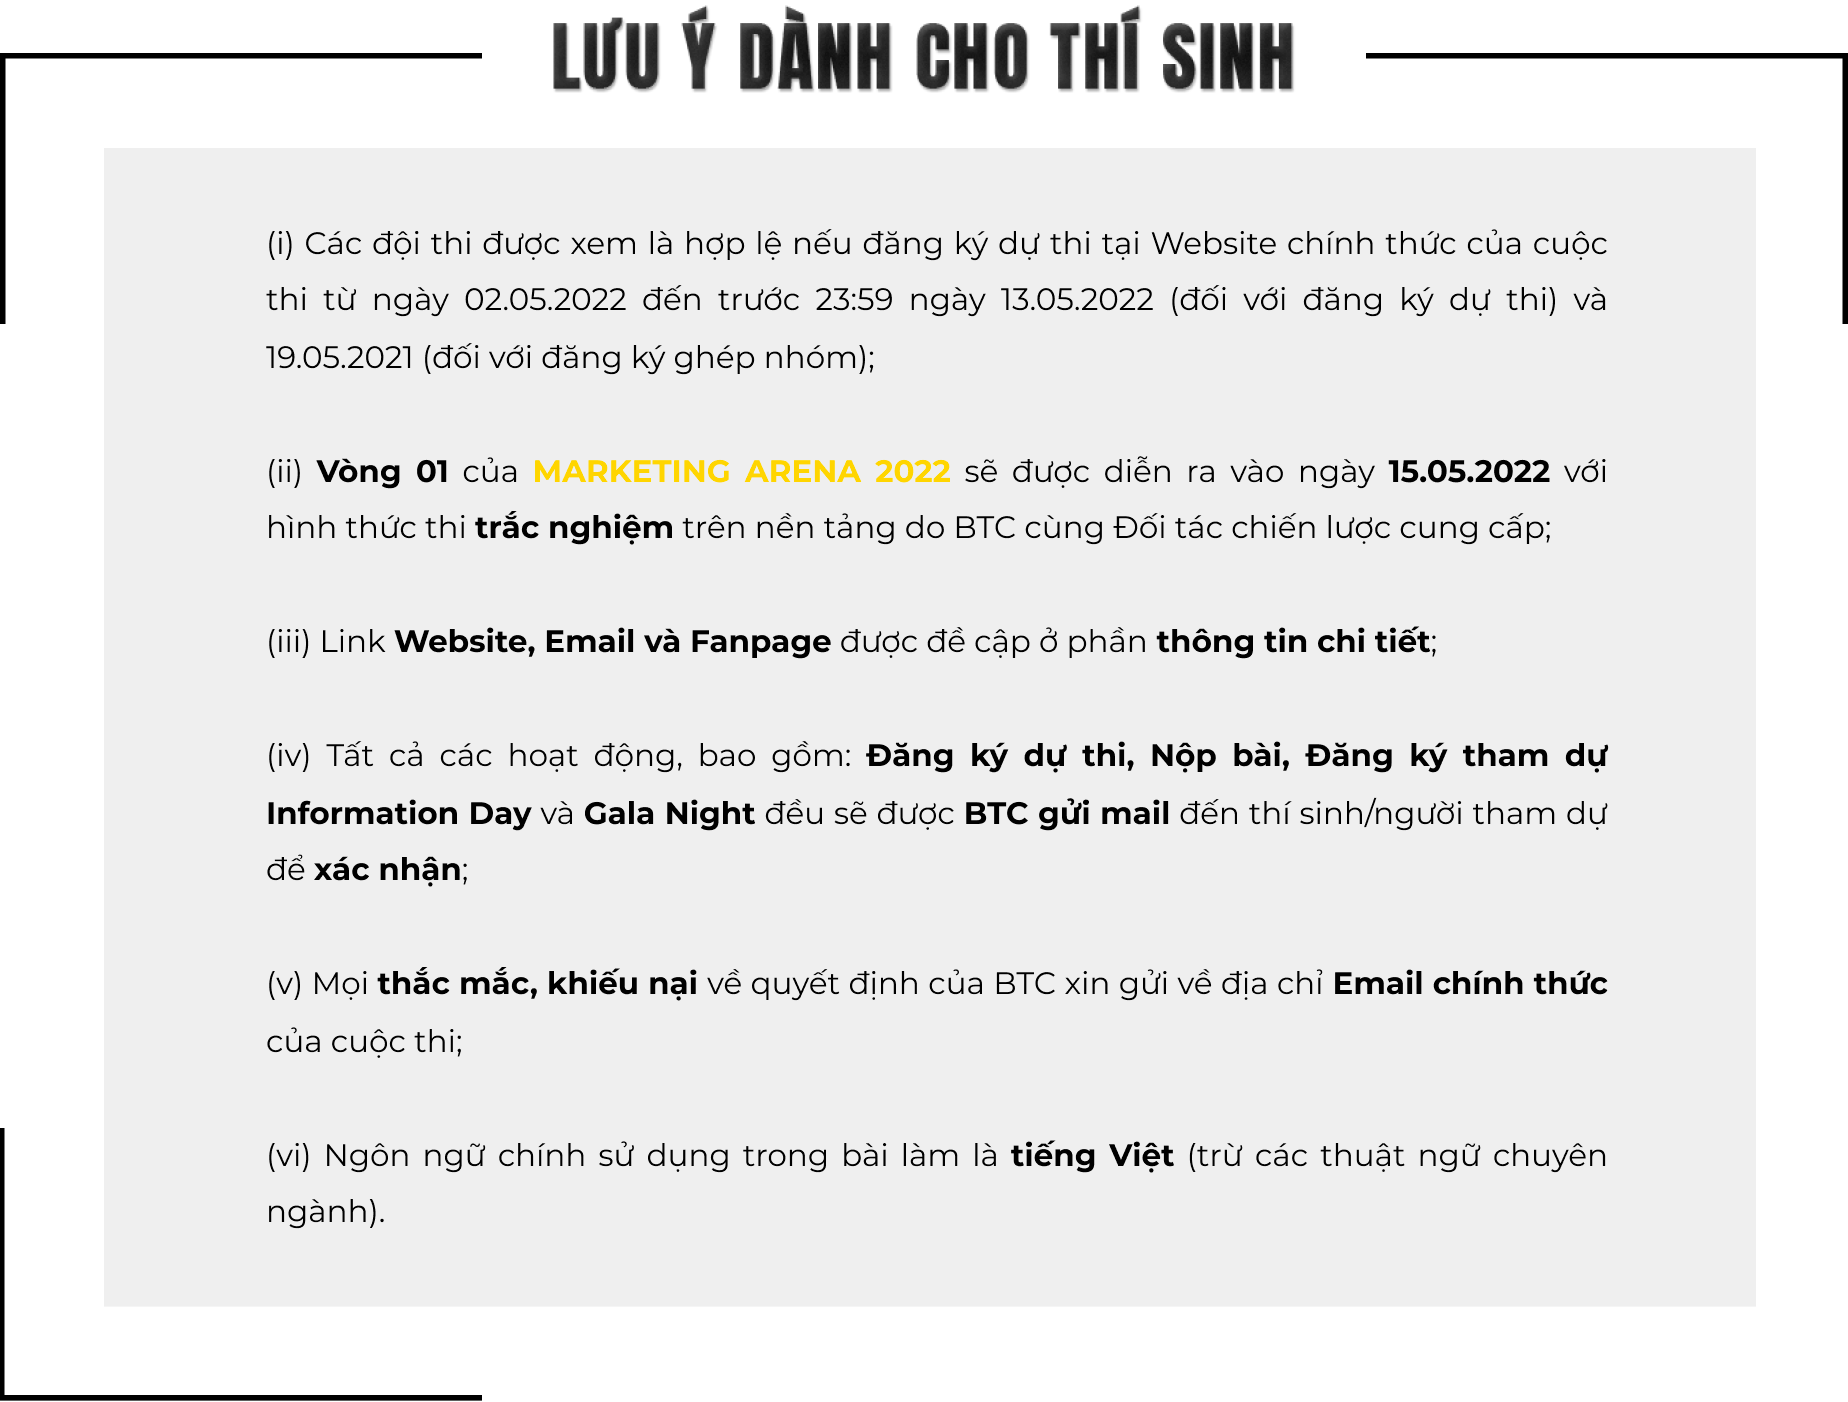 LƯU Ý DÀNH CHO THÍ SINH
(i) Các đội thi được xem là hợp lệ nếu đăng ký dự thi tại Website chính thức của cuộc
thi từ ngày 02.05.2022 đến trước 23:59 ngày 13.05.2022 (đối với đăng ký dự thi) và
19.05.2021 (đối với đăng ký ghép nhóm);
(ii) Vòng 01 của MARKETING ARENA 2022 sẽ được diễn ra vào ngày 15.05.2022 với
hình thức thi trắc nghiệm trên nền tảng do BTC cùng Đối tác chiến lược cung cấp;
(iii) Link Website, Email và Fanpage được đề cập ở phần thông tin chi tiết;
(iv) Tất cả các hoạt động, bao gồm: Đăng ký dự thi, Nộp bài, Đăng ký tham dự
Information Day và Gala Night đều sẽ được BTC gửi mail đến thí sinh/người tham dự
để xác nhận;
(v) Mọi thắc mắc, khiếu nại về quyết định của BTC xin gửi về địa chỉ Email chính thức
của cuộc thi;
(vi) Ngôn ngữ chính sử dụng trong bài làm là tiếng Việt (trừ các thuật ngữ chuyên
ngành).